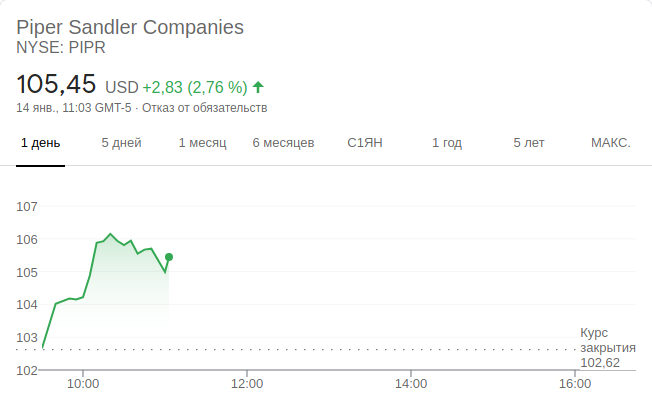 Piper Sandler Companies
NYSE: PIPR
105,45 USD +2,83 (2,76 %)
14 янв., 11:03 GMT-5 · Отказ от обязательств
1 день 5 дней 1 месяц 6 месяцев С1ЯН 1 год 5 лет МАКС.
107
106
105
104
103
Курс
закрытия
102,62
102
10:00 12:00 14:00 16:00